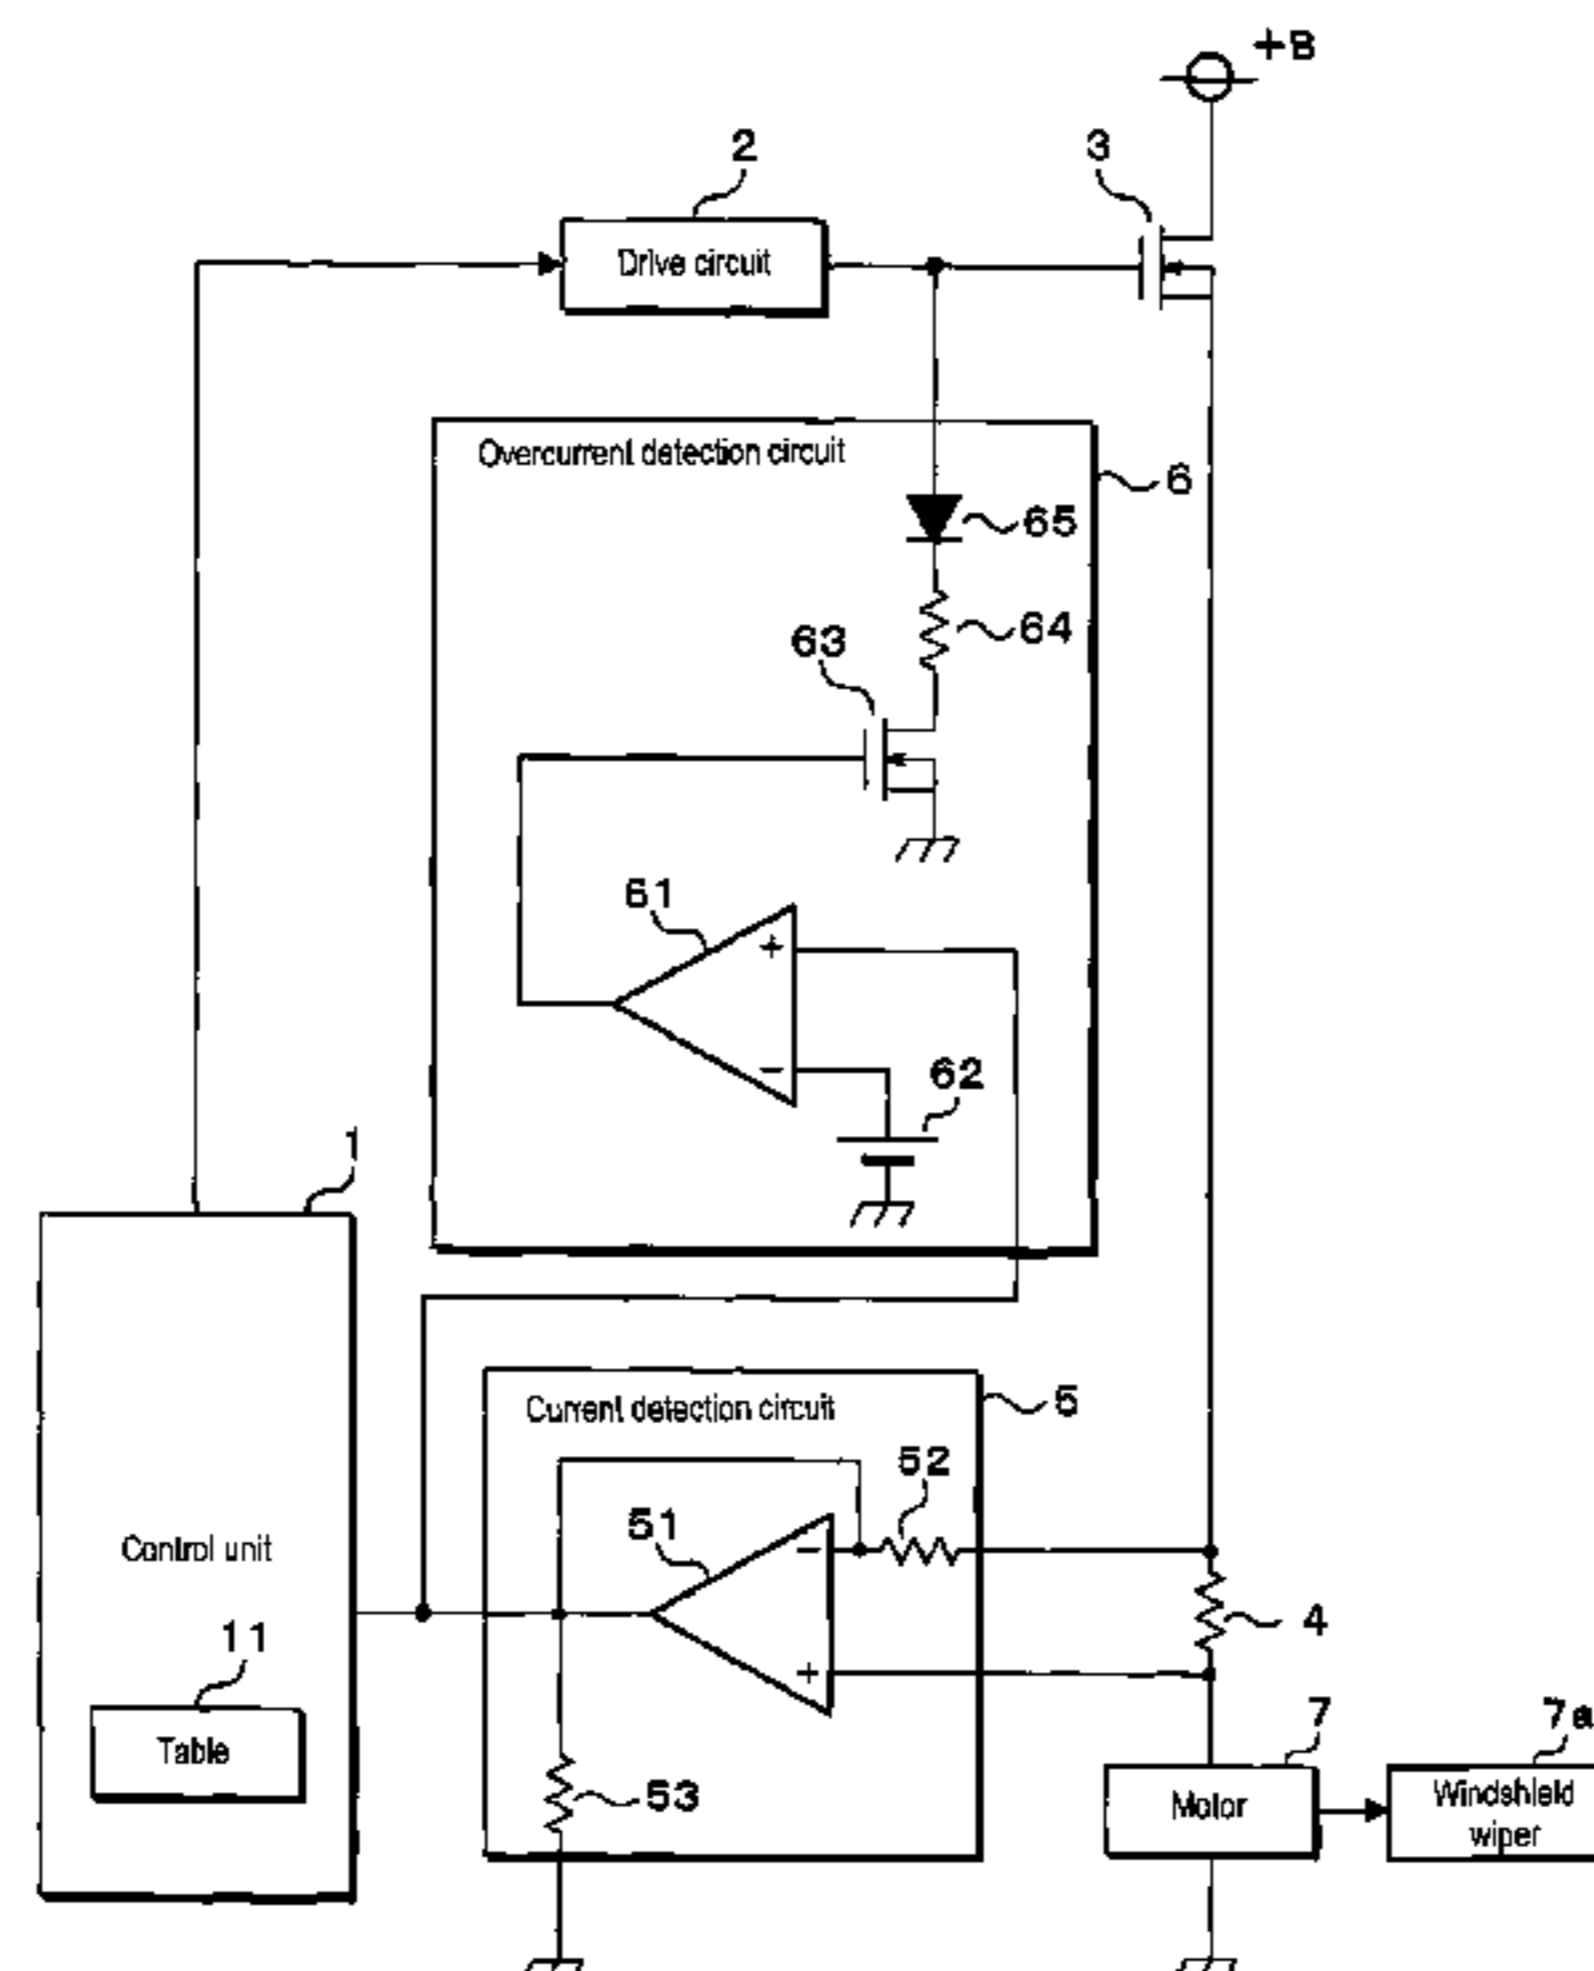 +B
2
3
Drive circuit
Overcurrent detection circuit
6
65
64
63
61
+
−
62
1
Current detection circuit
5
52
51
−
+
4
Control unit
11
Table
53
7
Motor
7a
Windshield
wiper